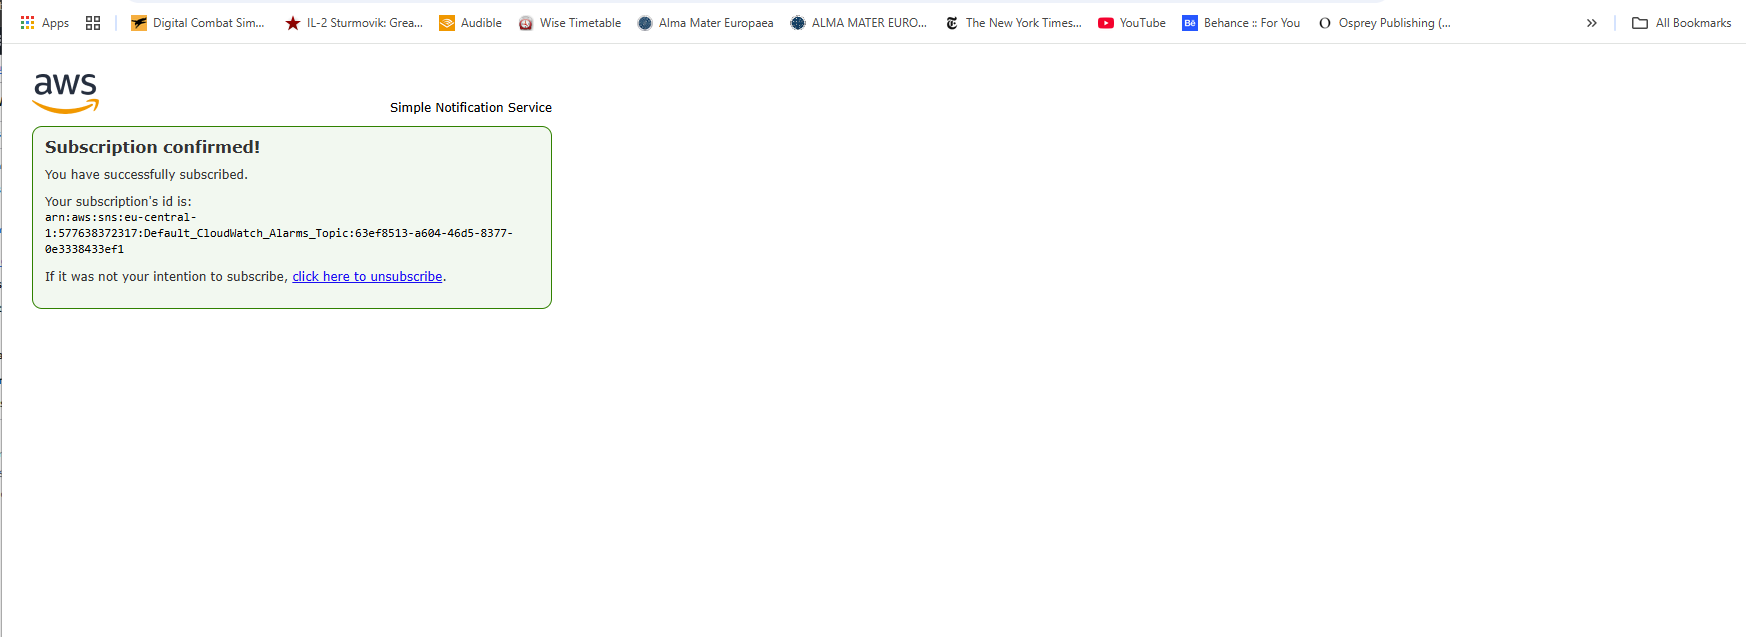 Apps Digital Combat Sim... IL-2 Sturmovik: Grea... Audible Wise Timetable Alma Mater Europaea ALMA MATER EURO... The New York Times... YouTube Bē Behance :: For You Osprey Publishing (... » All Bookmarks
aws
Simple Notification Service
Subscription confirmed!
You have successfully subscribed.
Your subscription's id is:
arn:aws:sns:eu-central-
1:577638372317:Default_CloudWatch_Alarms_Topic:63ef8513-a604-46d5-8377-
0e3338433ef1
If it was not your intention to subscribe, click here to unsubscribe.